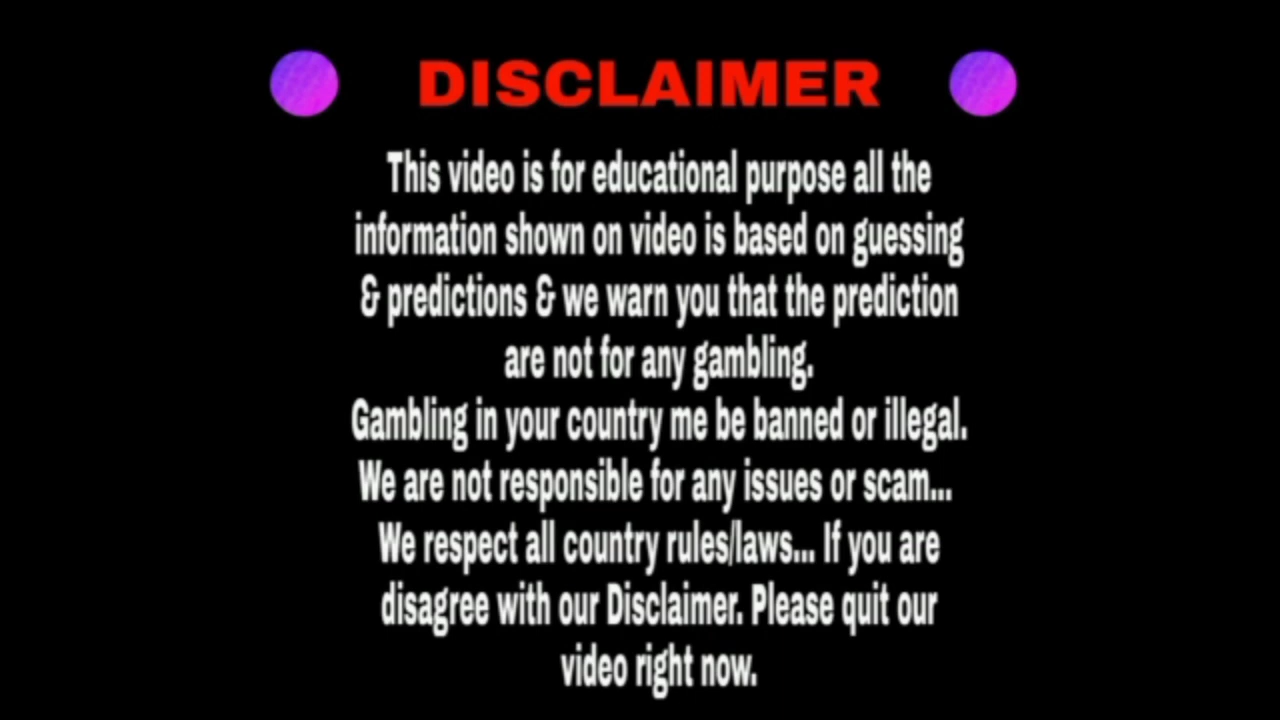 DISCLAIMER
This video is for educational purpose all the
information shown on video is based on guessing
& predictions & we warn you that the prediction
are not for any gambling.
Gambling in your country me be banned or illegal.
We are not responsible for any issues or scam...
We respect all country rules/laws... If you are
disagree with our Disclaimer. Please quit our
video right now.